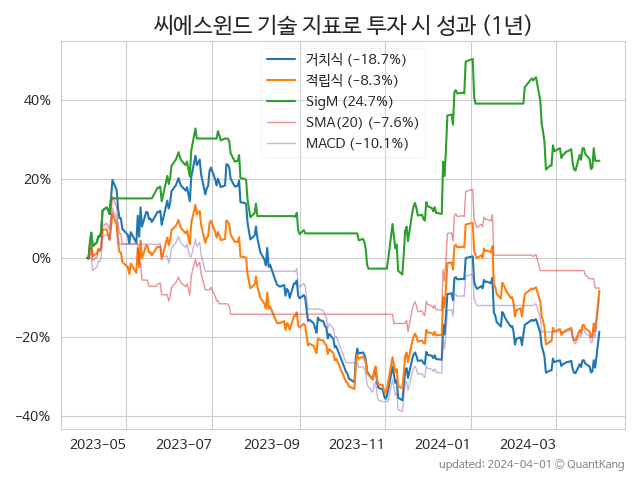 씨에스윈드 기술 지표로 투자 시 성과 (1년)
거치식 (−18.7%)
적립식 (−8.3%)
SigM (24.7%)
SMA(20) (−7.6%)
MACD (−10.1%)
40%
20%
0%
−20%
−40%
2023-05 2023-07 2023-09 2023-11 2024-01 2024-03
updated: 2024-04-01 © QuantKang